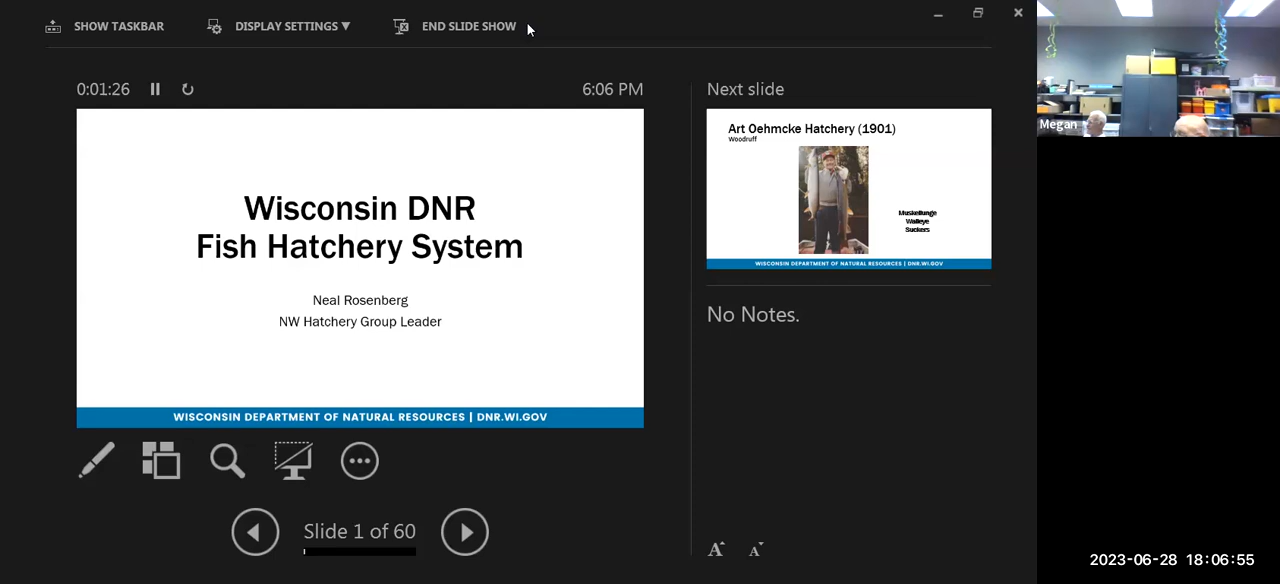 SHOW TASKBAR
DISPLAY SETTINGS ▼
END SLIDE SHOW
0:01:26
6:06 PM
Next slide
Wisconsin DNR
Fish Hatchery System
Neal Rosenberg
NW Hatchery Group Leader
WISCONSIN DEPARTMENT OF NATURAL RESOURCES | DNR.WI.GOV
Art Oehmcke Hatchery (1901)
Woodruff
Muskellunge
Walleye
Suckers
WISCONSIN DEPARTMENT OF NATURAL RESOURCES | DNR.WI.GOV
No Notes.
Slide 1 of 60
A A
Megan
2023-06-28 18:06:55